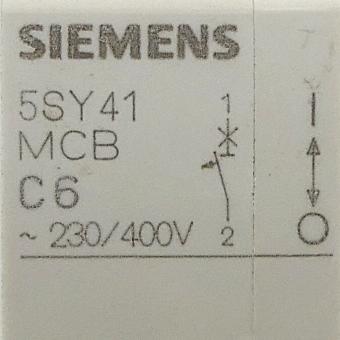 SIEMENS
5SY41
MCB
C6
~ 230/400V
1
2
I
O